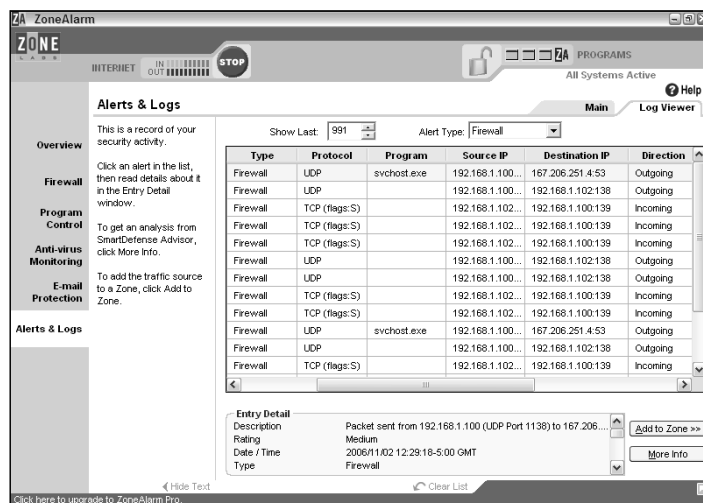 ZA ZoneAlarm
ZONE
LABS
INTERNET IN OUT
STOP
ZA PROGRAMS
All Systems Active
Help
Alerts & Logs
Main
Log Viewer
Overview
Firewall
Program
Control
Anti-virus
Monitoring
E-mail
Protection
Alerts & Logs
This is a record of your
security activity.
Click an alert in the list,
then read details about it
in the Entry Detail
window.
To get an analysis from
SmartDefense Advisor,
click More Info.
To add the traffic source
to a Zone, click Add to
Zone.
Show Last: 991 Alert Type: Firewall
Type Protocol Program Source IP Destination IP Direction
Firewall UDP svchost.exe 192.168.1.100... 167.206.251.4:53 Outgoing
Firewall UDP 192.168.1.100... 192.168.1.102:138 Outgoing
Firewall TCP (flags:S) 192.168.1.102... 192.168.1.100:139 Incoming
Firewall TCP (flags:S) 192.168.1.102... 192.168.1.100:139 Incoming
Firewall TCP (flags:S) 192.168.1.102... 192.168.1.100:139 Incoming
Firewall UDP 192.168.1.100... 192.168.1.102:138 Outgoing
Firewall UDP 192.168.1.100... 192.168.1.102:138 Outgoing
Firewall TCP (flags:S) 192.168.1.102... 192.168.1.100:139 Incoming
Firewall TCP (flags:S) 192.168.1.102... 192.168.1.100:139 Incoming
Firewall UDP svchost.exe 192.168.1.100... 167.206.251.4:53 Outgoing
Firewall UDP 192.168.1.100... 192.168.1.102:138 Outgoing
Firewall TCP (flags:S) 192.168.1.102... 192.168.1.100:139 Incoming
Entry Detail
Description Packet sent from 192.168.1.100 (UDP Port 1138) to 167.206....
Rating Medium
Date / Time 2006/11/02 12:29:18-5:00 GMT
Type Firewall
Add to Zone >>
More Info
Hide Text
Clear List
Click here to upgrade to ZoneAlarm Pro.